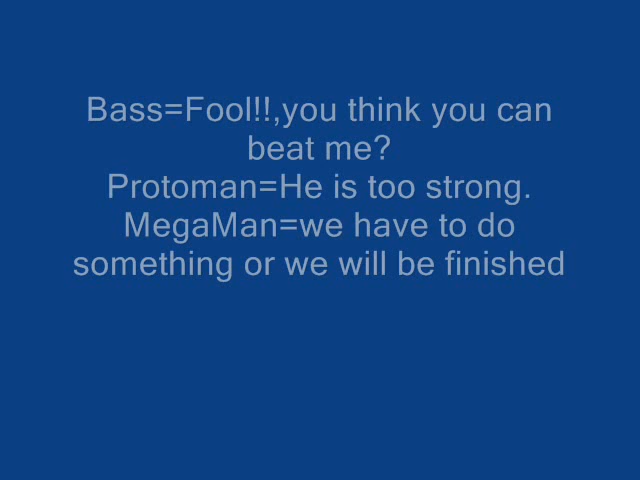 Bass=Fool!!,you think you can
beat me?
Protoman=He is too strong.
MegaMan=we have to do
something or we will be finished